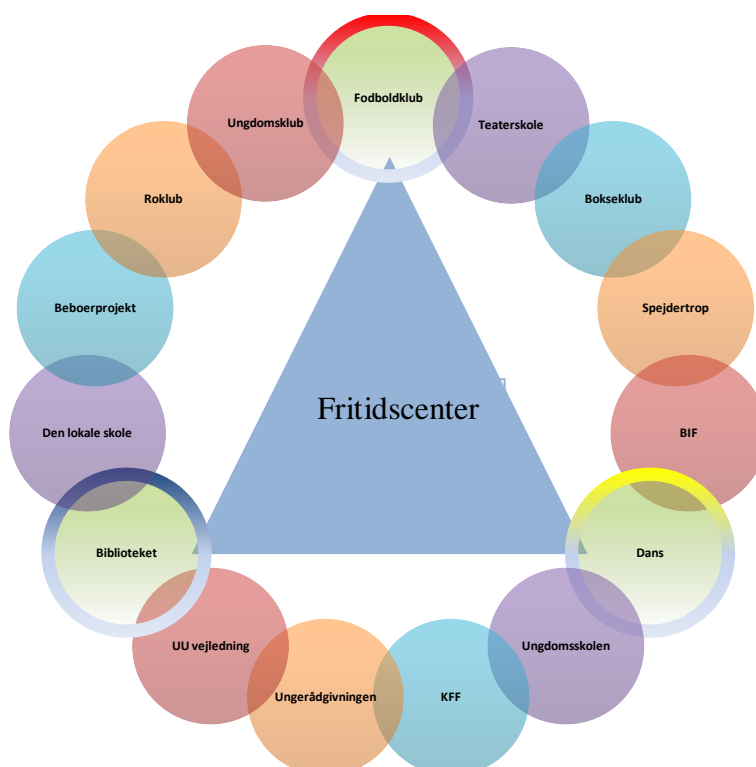 Fodboldklub
Teaterskole
Bokseklub
Spejdertrop
BIF
Dans
Ungdomsskolen
KFF
Ungerådgivningen
UU vejledning
Biblioteket
Den lokale skole
Beboerprojekt
Roklub
Ungdomsklub
Fritidscenter